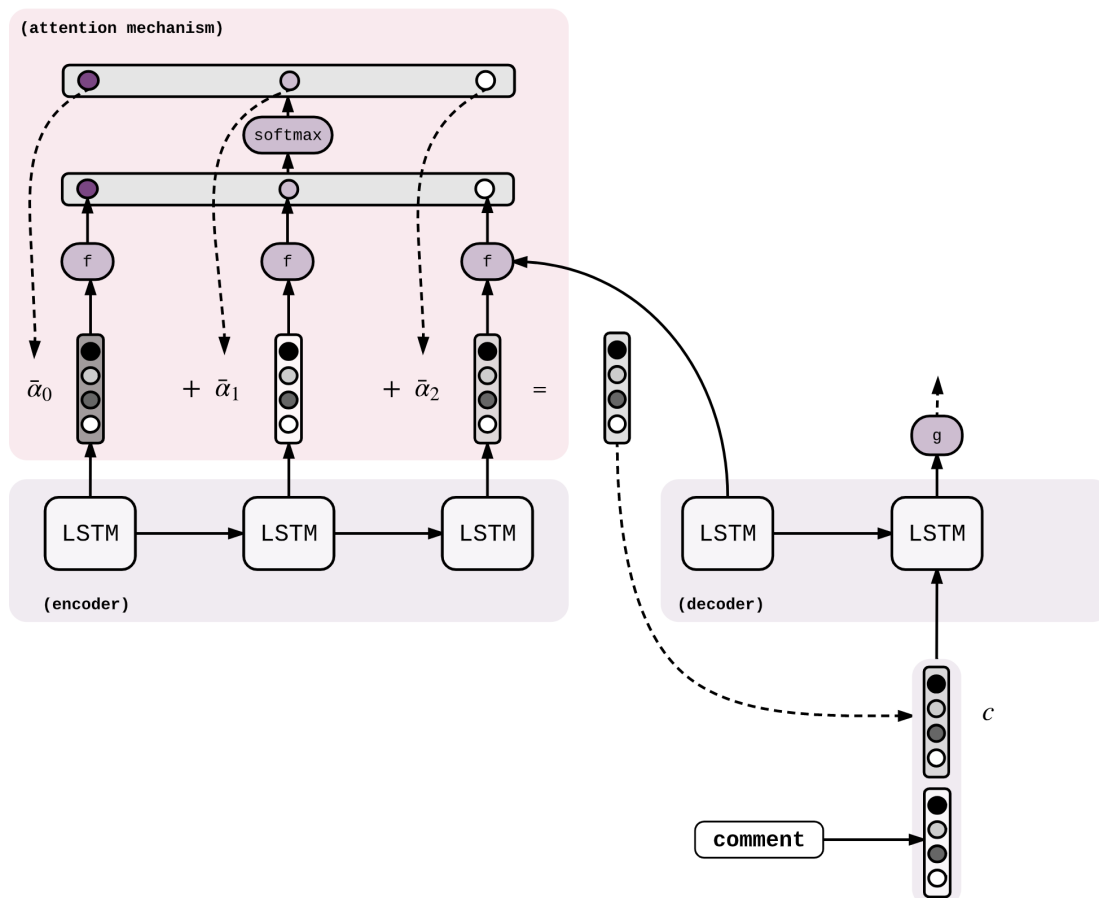 (attention mechanism)
softmax
f f f
ᾱ0 + ᾱ1 + ᾱ2 =
g
LSTM LSTM LSTM LSTM LSTM
(encoder) (decoder)
c
comment